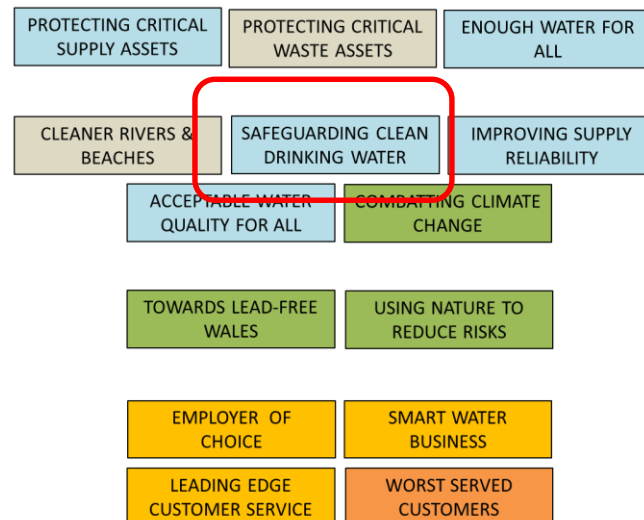 PROTECTING CRITICAL
SUPPLY ASSETS
PROTECTING CRITICAL
WASTE ASSETS
ENOUGH WATER FOR
ALL
CLEANER RIVERS &
BEACHES
SAFEGUARDING CLEAN
DRINKING WATER
IMPROVING SUPPLY
RELIABILITY
ACCEPTABLE WATER
QUALITY FOR ALL
COMBATTING CLIMATE
CHANGE
TOWARDS LEAD-FREE
WALES
USING NATURE TO
REDUCE RISKS
EMPLOYER OF
CHOICE
SMART WATER
BUSINESS
LEADING EDGE
CUSTOMER SERVICE
WORST SERVED
CUSTOMERS